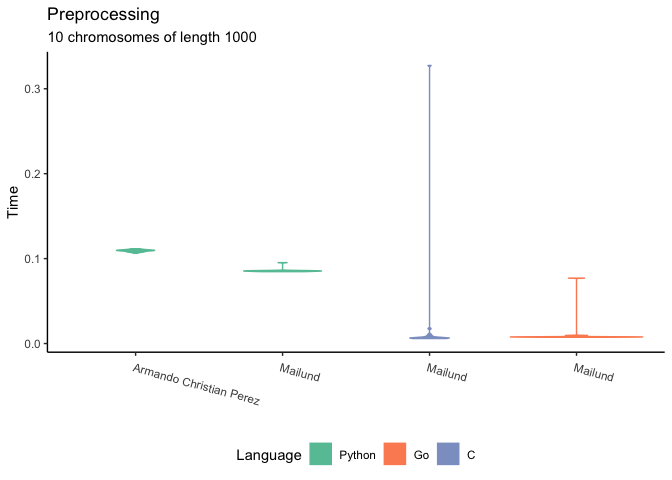 Preprocessing
10 chromosomes of length 1000
Time
0.3
0.2
0.1
0.0
Armando Christian Perez
Mailund
Mailund
Mailund
Language
Python
Go
C